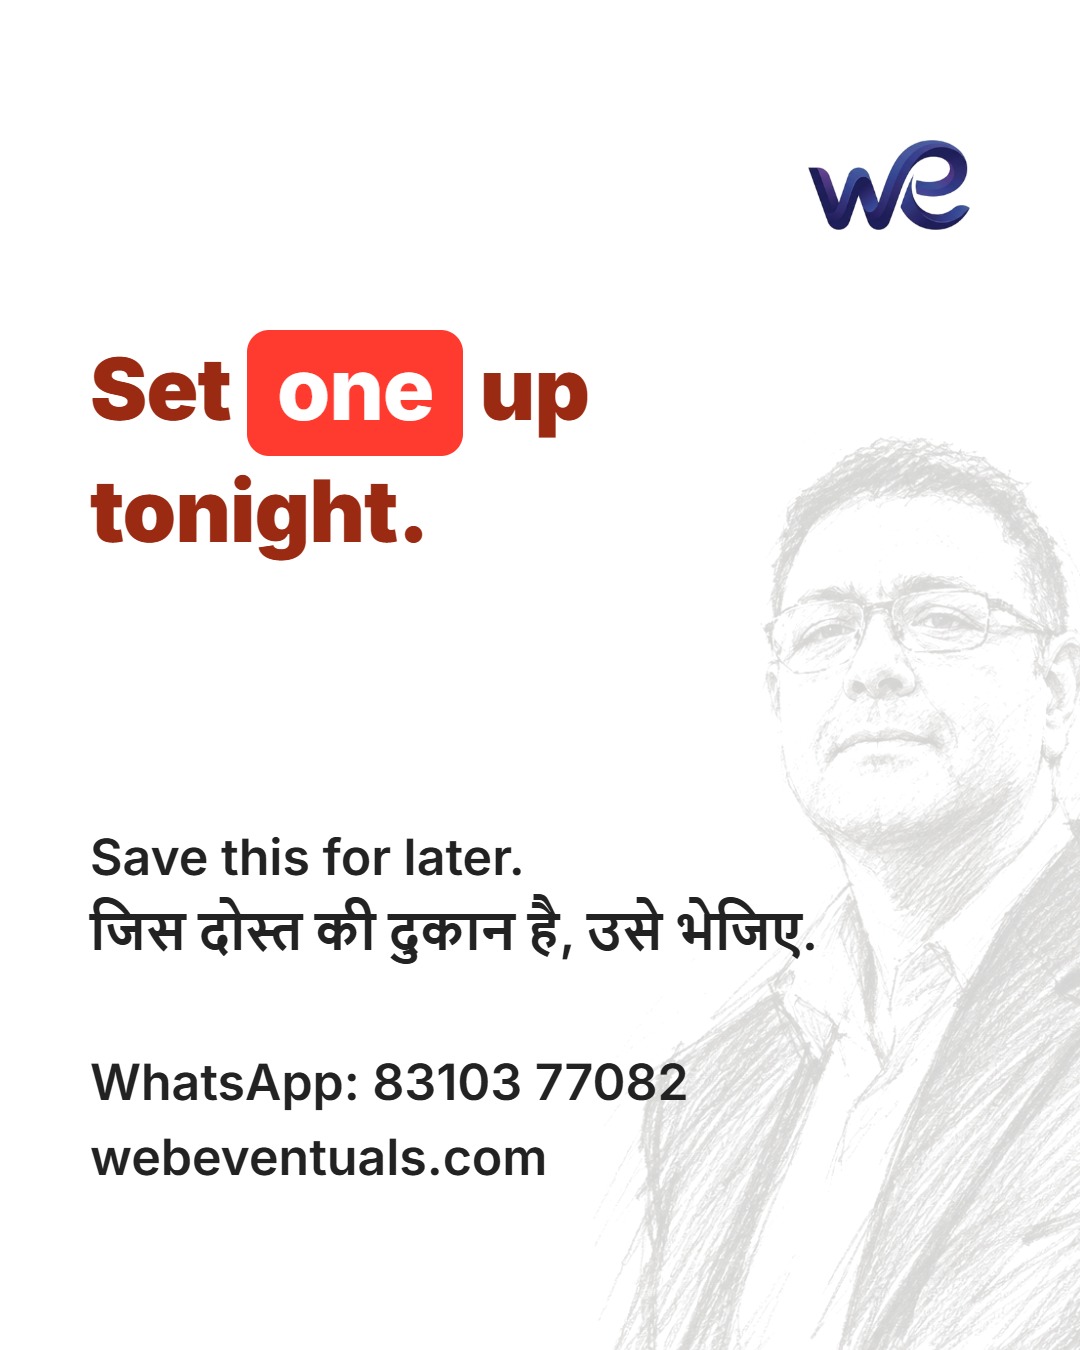 we
Set one up
tonight.
Save this for later.
जिस दोस्त की दुकान है, उसे भेजिए.
WhatsApp: 83103 77082
webeventuals.com